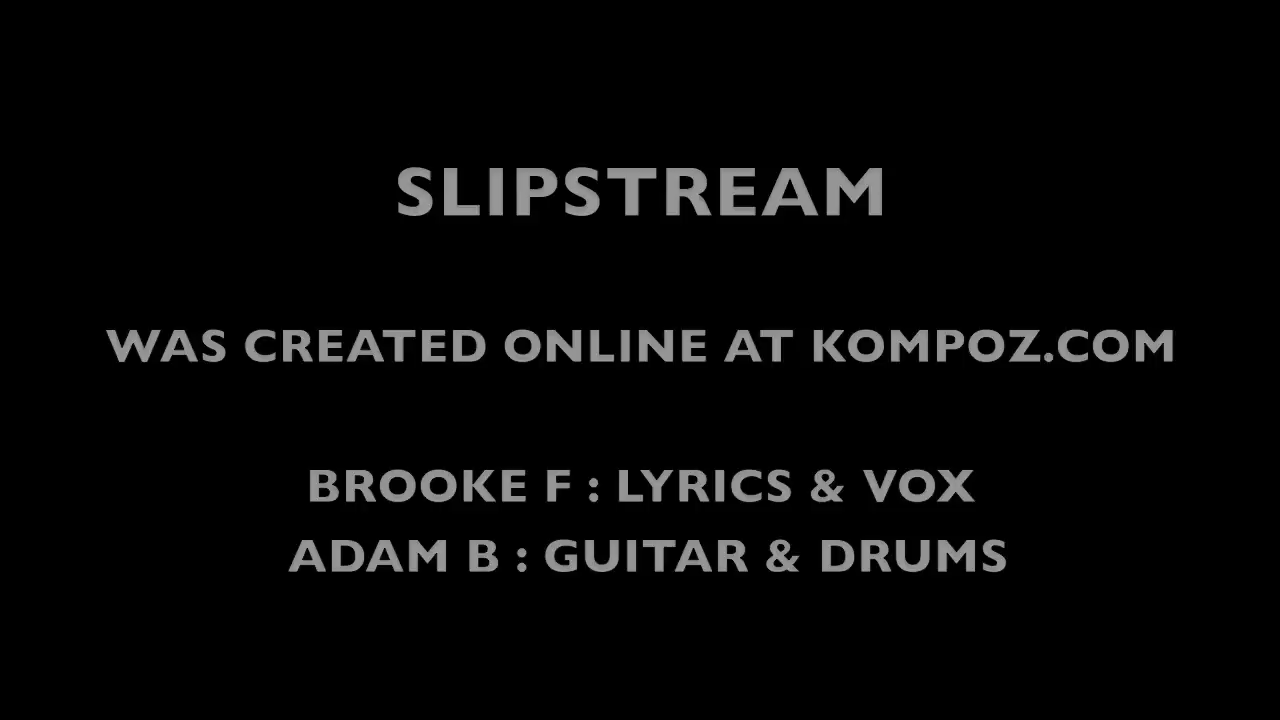 SLIPSTREAM
WAS CREATED ONLINE AT KOMPOZ.COM
BROOKE F : LYRICS & VOX
ADAM B : GUITAR & DRUMS